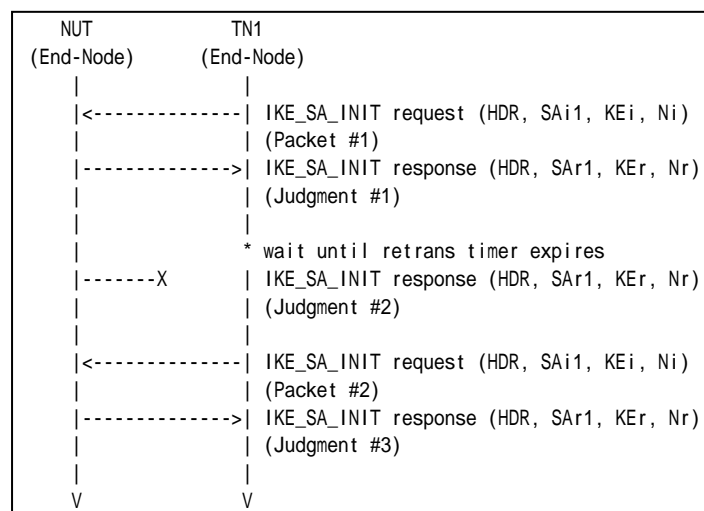 NUT TN1
(End-Node) (End-Node)
| |
|<--------------| IKE_SA_INIT request (HDR, SAi1, KEi, Ni)
| | (Packet #1)
|-------------->| IKE_SA_INIT response (HDR, SAr1, KEr, Nr)
| | (Judgment #1)
| |
| * wait until retrans timer expires
|-------X | IKE_SA_INIT response (HDR, SAr1, KEr, Nr)
| | (Judgment #2)
| |
|<--------------| IKE_SA_INIT request (HDR, SAi1, KEi, Ni)
| | (Packet #2)
|-------------->| IKE_SA_INIT response (HDR, SAr1, KEr, Nr)
| | (Judgment #3)
| |
V V